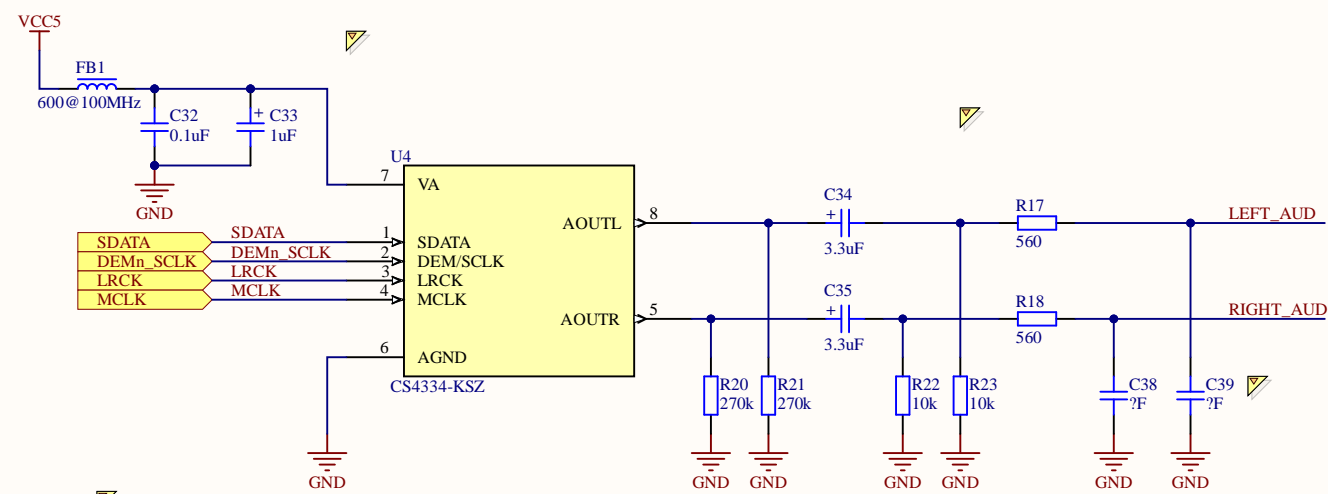 VCC5
FB1
600@100MHz
C32
0.1uF
C33
+
1uF
GND
U4
7
VA
SDATA
SDATA
1
SDATA
DEMn_SCLK
DEMn_SCLK
2
DEM/SCLK
LRCK
LRCK
3
LRCK
MCLK
MCLK
4
MCLK
6
AGND
CS4334-KSZ
GND
AOUTL
8
AOUTR
5
C34
+
3.3uF
C35
+
3.3uF
R17
560
R18
560
LEFT_AUD
RIGHT_AUD
R20
270k
R21
270k
R22
10k
R23
10k
C38
?F
C39
?F
GND
GND
GND
GND
GND
GND